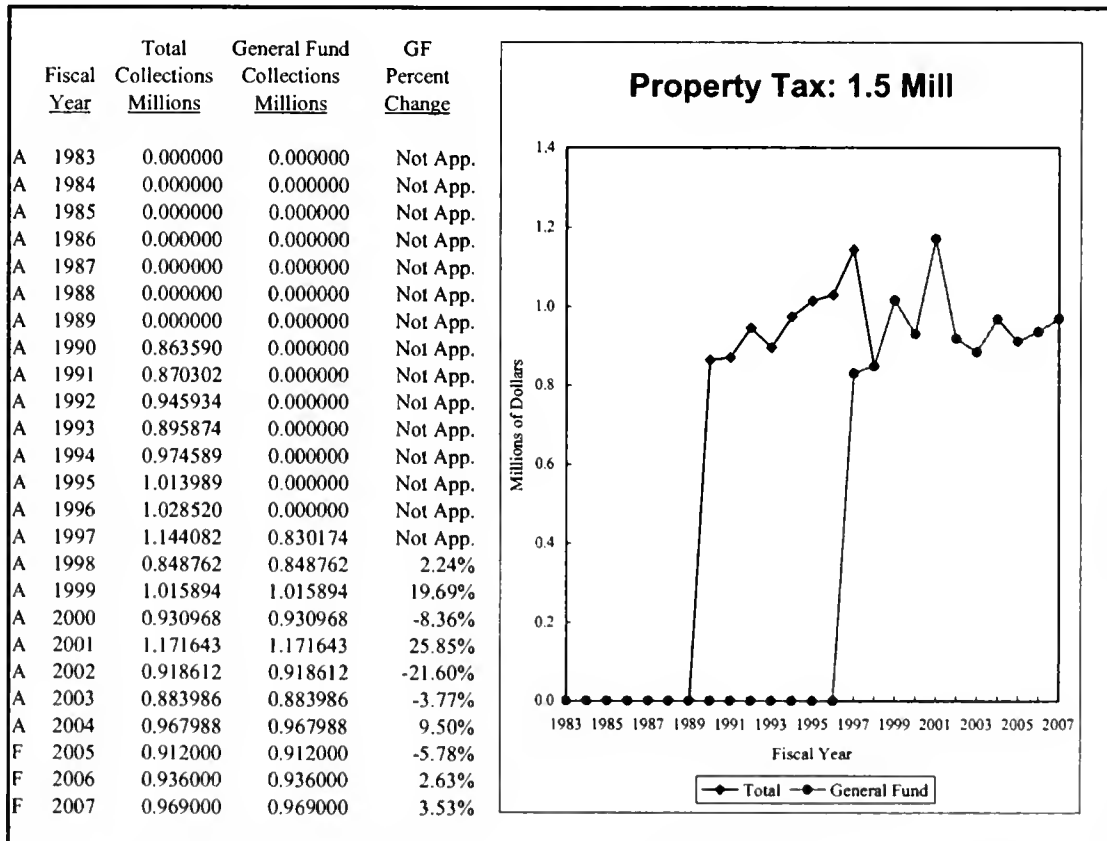 Total General Fund GF
Fiscal Collections Collections Percent
Year Millions Millions Change
A 1983 0.000000 0.000000 Not App.
A 1984 0.000000 0.000000 Not App.
A 1985 0.000000 0.000000 Not App.
A 1986 0.000000 0.000000 Not App.
A 1987 0.000000 0.000000 Not App.
A 1988 0.000000 0.000000 Not App.
A 1989 0.000000 0.000000 Not App.
A 1990 0.863590 0.000000 Not App.
A 1991 0.870302 0.000000 Not App.
A 1992 0.945934 0.000000 Not App.
A 1993 0.895874 0.000000 Not App.
A 1994 0.974589 0.000000 Not App.
A 1995 1.013989 0.000000 Not App.
A 1996 1.028520 0.000000 Not App.
A 1997 1.144082 0.830174 Not App.
A 1998 0.848762 0.848762 2.24%
A 1999 1.015894 1.015894 19.69%
A 2000 0.930968 0.930968 -8.36%
A 2001 1.171643 1.171643 25.85%
A 2002 0.918612 0.918612 -21.60%
A 2003 0.883986 0.883986 -3.77%
A 2004 0.967988 0.967988 9.50%
F 2005 0.912000 0.912000 -5.78%
F 2006 0.936000 0.936000 2.63%
F 2007 0.969000 0.969000 3.53%
Property Tax: 1.5 Mill
1.4
1.2
1.0
0.8
0.6
0.4
0.2
0.0
Millions of Dollars
1983 1985 1987 1989 1991 1993 1995 1997 1999 2001 2003 2005 2007
Fiscal Year
Total General Fund